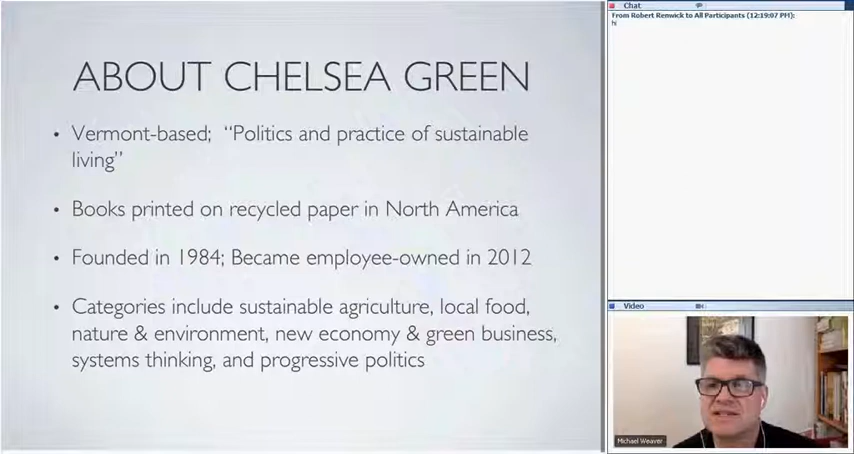 ABOUT CHELSEA GREEN
• Vermont-based;  “Politics and practice of sustainable
living”
• Books printed on recycled paper in North America
• Founded in 1984; Became employee-owned in 2012
• Categories include sustainable agriculture, local food,
nature & environment, new economy & green business,
systems thinking, and progressive politics
Chat
From Robert Renwick to All Participants (12:19:07 PM):
hi
Video
Michael Weaver